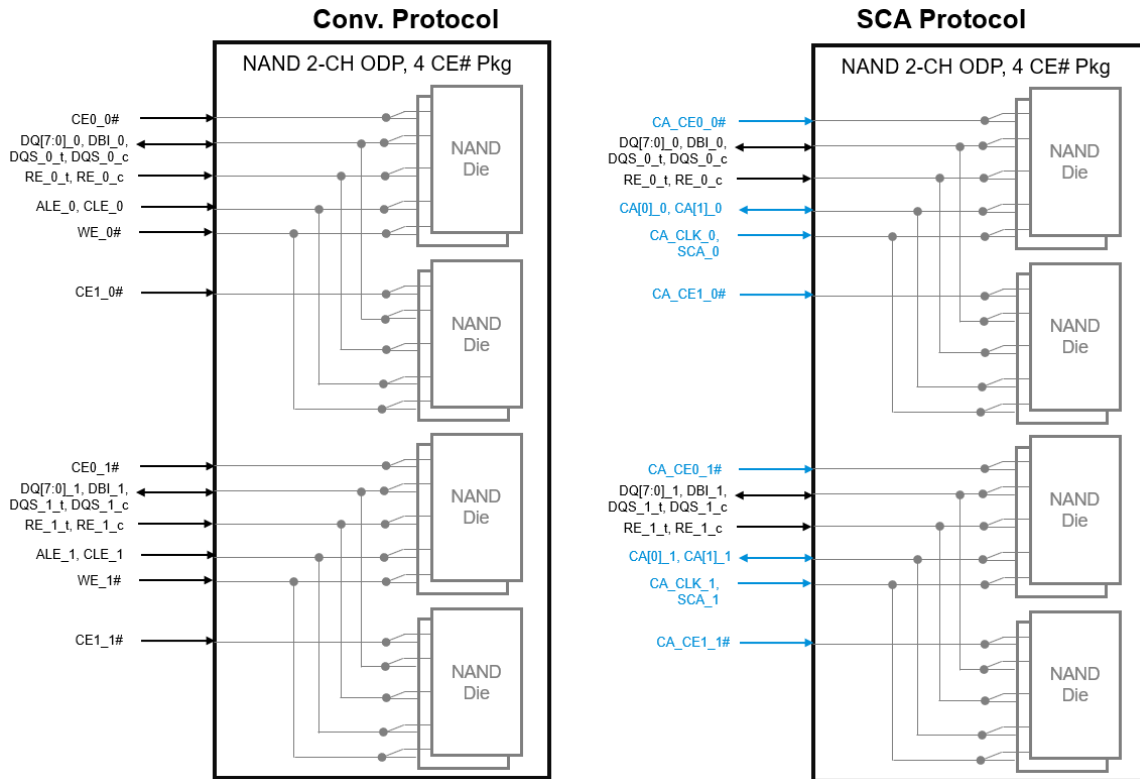 Conv. Protocol
NAND 2-CH ODP, 4 CE# Pkg
CE0_0#
DQ[7:0]_0, DBI_0,
DQS_0_t, DQS_0_c
RE_0_t, RE_0_c
ALE_0, CLE_0
WE_0#
CE1_0#
NAND
Die
NAND
Die
CE0_1#
DQ[7:0]_1, DBI_1,
DQS_1_t, DQS_1_c
RE_1_t, RE_1_c
ALE_1, CLE_1
WE_1#
CE1_1#
NAND
Die
NAND
Die
SCA Protocol
NAND 2-CH ODP, 4 CE# Pkg
CA_CE0_0#
DQ[7:0]_0, DBI_0,
DQS_0_t, DQS_0_c
RE_0_t, RE_0_c
CA[0]_0, CA[1]_0
CA_CLK_0,
SCA_0
CA_CE1_0#
NAND
Die
NAND
Die
CA_CE0_1#
DQ[7:0]_1, DBI_1,
DQS_1_t, DQS_1_c
RE_1_t, RE_1_c
CA[0]_1, CA[1]_1
CA_CLK_1,
SCA_1
CA_CE1_1#
NAND
Die
NAND
Die